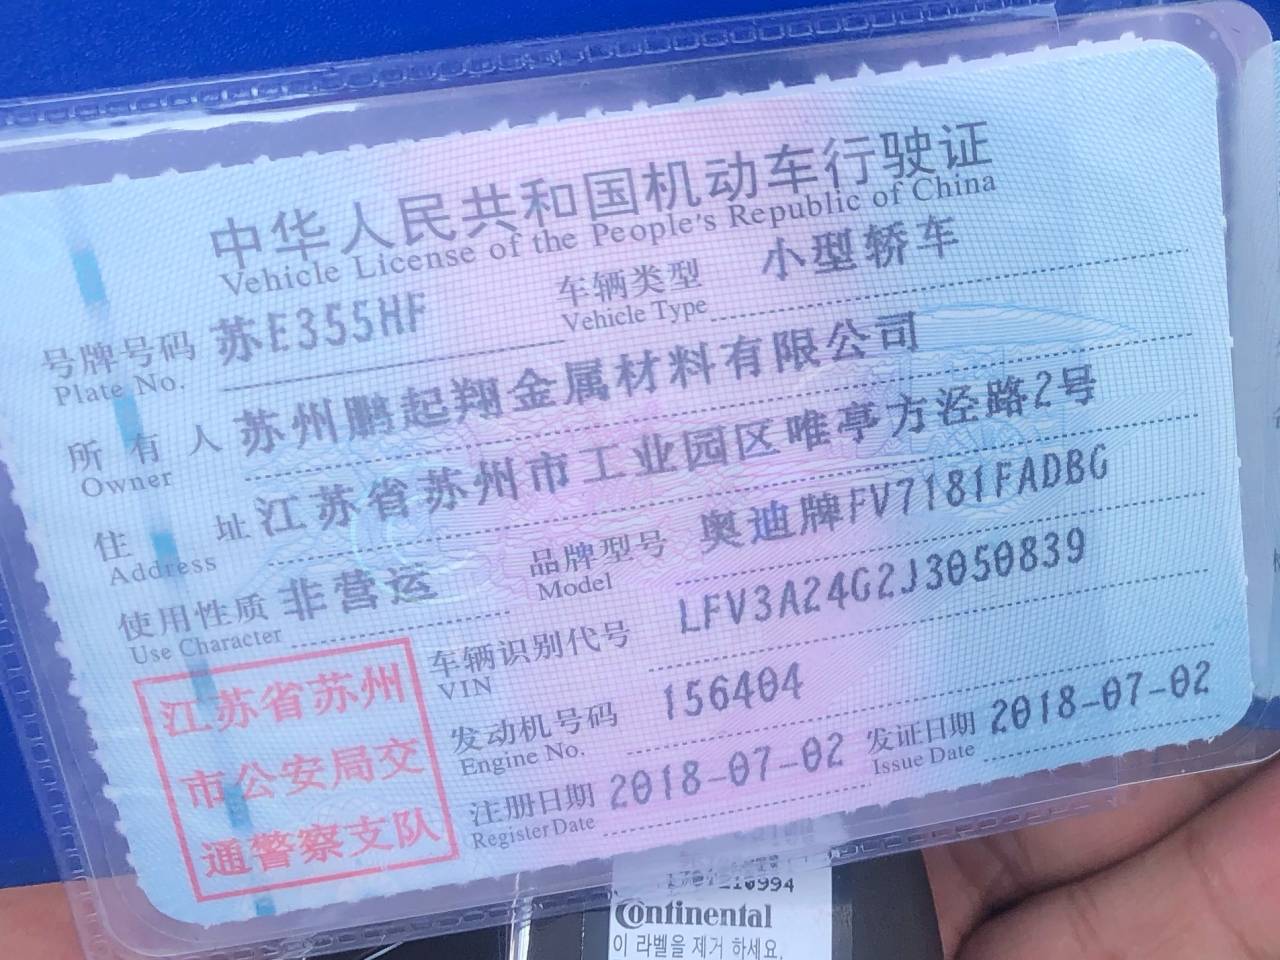 中华人民共和国机动车行驶证
Vehicle License of the People's Republic of China
号牌号码 苏E355HF 车辆类型 小型轿车
Plate No. Vehicle Type
所有人 苏州鹏起翔金属材料有限公司
Owner
住址 江苏省苏州市工业园区唯亭方泾路2号
Address
使用性质 非营运 品牌型号 奥迪牌FV7181FADBG
Use Character Model
车辆识别代号 LFV3A24G2J3050839
VIN
发动机号码 156404
Engine No.
注册日期 2018-07-02 发证日期 2018-07-02
Register Date Issue Date
江苏省苏州
市公安局交
通警察支队
Continental
이 라벨을 제거 하세요.